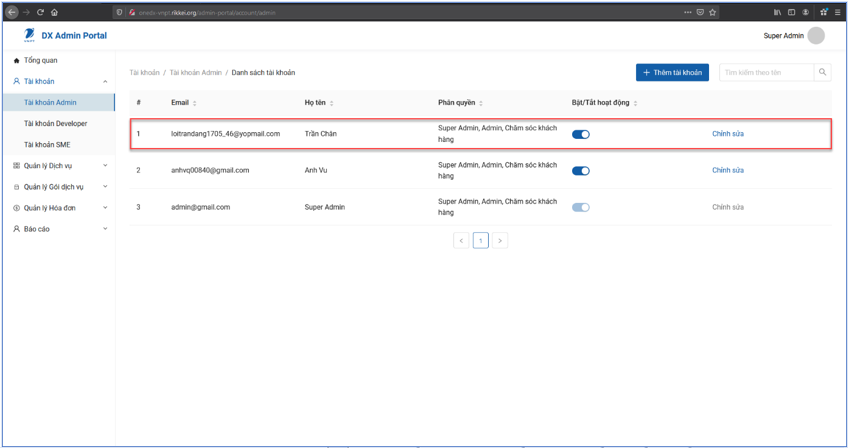 onedx-vnpt.rikkei.org/admin-portal/account/admin
DX Admin Portal
Super Admin
Tổng quan
Tài khoản
Tài khoản Admin
Tài khoản Developer
Tài khoản SME
Quản lý Dịch vụ
Quản lý Gói dịch vụ
Quản lý Hóa đơn
Báo cáo
Tài khoản / Tài khoản Admin / Danh sách tài khoản
+ Thêm tài khoản
Tìm kiếm theo tên
# Email Họ tên Phân quyền Bật/Tắt hoạt động
1 loitrandang1705_46@yopmail.com Trần Chân Super Admin, Admin, Chăm sóc khách hàng Chỉnh sửa
2 anhvq00840@gmail.com Anh Vu Super Admin, Admin, Chăm sóc khách hàng Chỉnh sửa
3 admin@gmail.com Super Admin Super Admin, Admin, Chăm sóc khách hàng Chỉnh sửa
< 1 >